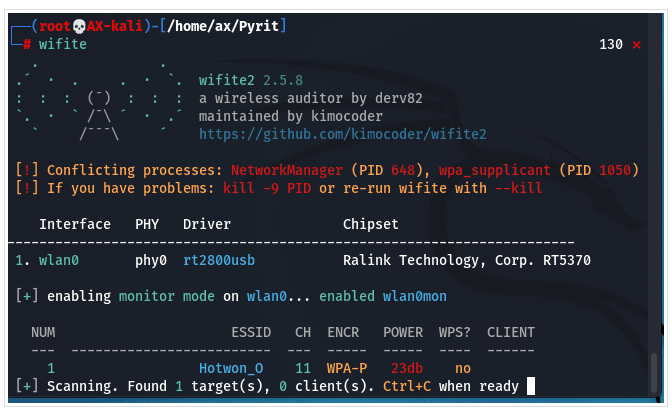 ┌──(root💀AX-kali)-[/home/ax/Pyrit]
└─# wifite 130 ⨯
wifite2 2.5.8
: : : (¯) : : : a wireless auditor by derv82
/¯\ maintained by kimocoder
/¯¯¯\ https://github.com/kimocoder/wifite2
[!] Conflicting processes: NetworkManager (PID 648), wpa_supplicant (PID 1050)
[!] If you have problems: kill -9 PID or re-run wifite with --kill
Interface PHY Driver Chipset
-----------------------------------------------------------------------
1. wlan0 phy0 rt2800usb Ralink Technology, Corp. RT5370
[+] enabling monitor mode on wlan0... enabled wlan0mon
NUM ESSID CH ENCR POWER WPS? CLIENT
--- ------------------------- --- ---- ----- ---- ------
1 Hotwon_O 11 WPA-P 23db no
[+] Scanning. Found 1 target(s), 0 client(s). Ctrl+C when ready